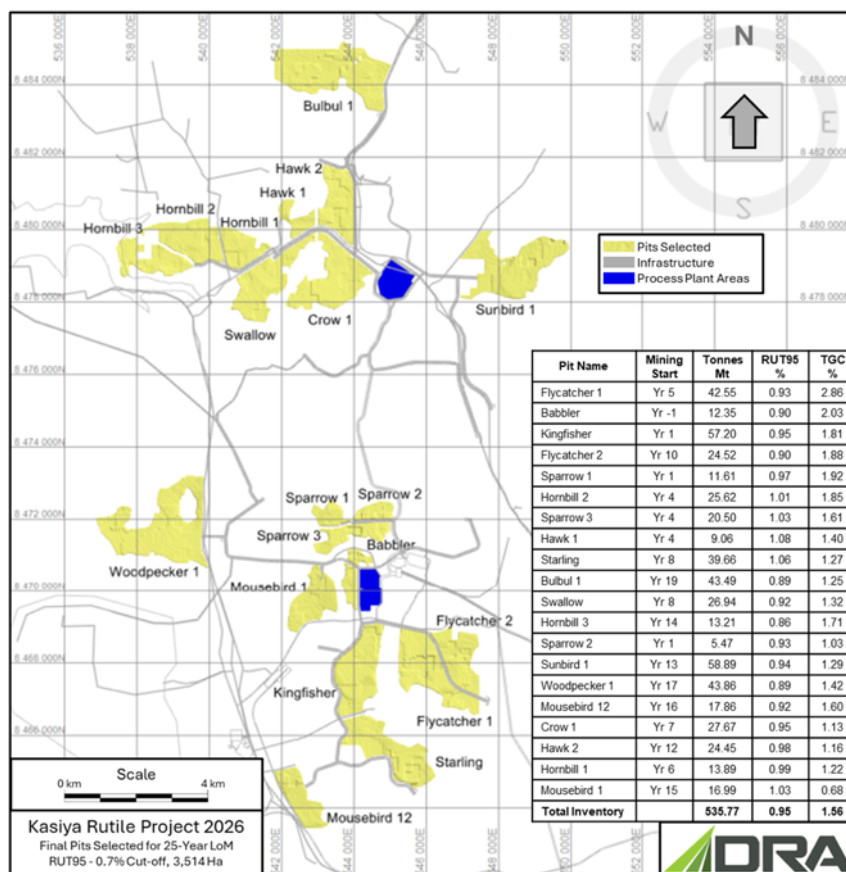 536 000E
538 000E
540 000E
542 000E
544 000E
546 000E
548 000E
550 000E
552 000E
554 000E
556 000E
N
W
E
S
8 484 000N
8 484 000N
Bulbul 1
8 482 000N
8 482 000N
Hawk 2
Hawk 1
Hornbill 2
Hornbill 1
Hornbill 3
8 480 000N
8 480 000N
Pits Selected
Infrastructure
Process Plant Areas
8 478 000N
8 478 000N
Sunbird 1
Crow 1
Swallow
8 476 000N
8 476 000N
8 474 000N
8 472 000N
Sparrow 1
Sparrow 2
Sparrow 3
Babbler
Woodpecker 1
8 470 000N
Mousebird 1
Flycatcher 2
8 468 000N
Kingfisher
Flycatcher 1
8 466 000N
Starling
Mousebird 12
Pit Name Mining Start Tonnes Mt RUT95 % TGC %
Flycatcher 1 Yr 5 42.55 0.93 2.86
Babbler Yr -1 12.35 0.90 2.03
Kingfisher Yr 1 57.20 0.95 1.81
Flycatcher 2 Yr 10 24.52 0.90 1.88
Sparrow 1 Yr 1 11.61 0.97 1.92
Hornbill 2 Yr 4 25.62 1.01 1.85
Sparrow 3 Yr 4 20.50 1.03 1.61
Hawk 1 Yr 4 9.06 1.08 1.40
Starling Yr 8 39.66 1.06 1.27
Bulbul 1 Yr 19 43.49 0.89 1.25
Swallow Yr 8 26.94 0.92 1.32
Hornbill 3 Yr 14 13.21 0.86 1.71
Sparrow 2 Yr 1 5.47 0.93 1.03
Sunbird 1 Yr 13 58.89 0.94 1.29
Woodpecker 1 Yr 17 43.86 0.89 1.42
Mousebird 12 Yr 16 17.86 0.92 1.60
Crow 1 Yr 7 27.67 0.95 1.13
Hawk 2 Yr 12 24.45 0.98 1.16
Hornbill 1 Yr 6 13.89 0.99 1.22
Mousebird 1 Yr 15 16.99 1.03 0.68
Total Inventory 535.77 0.95 1.56
Scale
0 km 4 km
Kasiya Rutile Project 2026
Final Pits Selected for 25-Year LoM
RUT95 - 0.7% Cut-off, 3,514 Ha
DRA